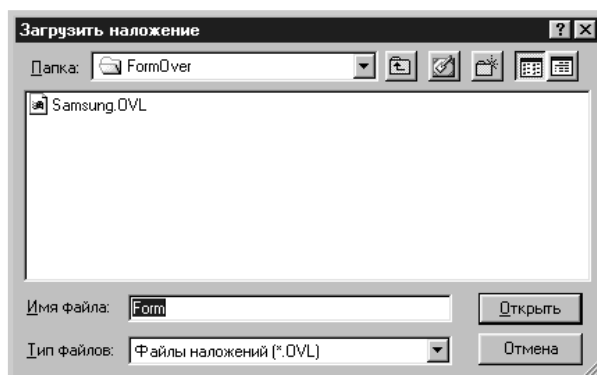 Загрузить наложение
Папка: FormOver
Samsung.OVL
Имя файла: Form Открыть
Тип файлов: Файлы наложений (*.OVL) Отмена